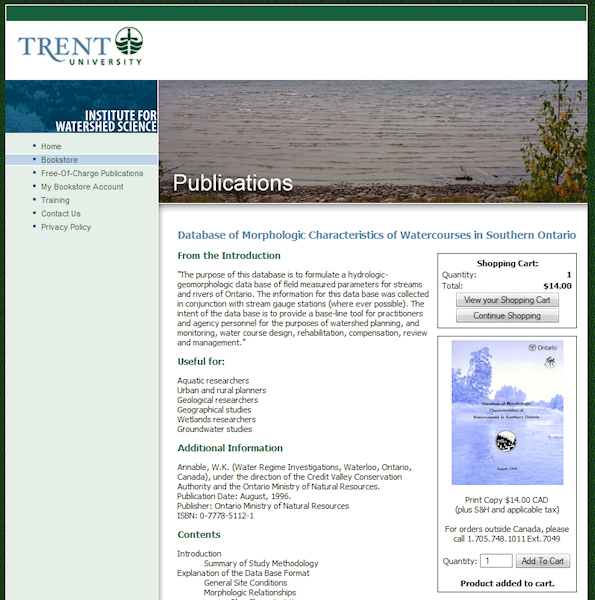 TRENT
UNIVERSITY
INSTITUTE FOR
WATERSHED SCIENCE
Home
Bookstore
Free-Of-Charge Publications
My Bookstore Account
Training
Contact Us
Privacy Policy
Publications
Database of Morphologic Characteristics of Watercourses in Southern Ontario
From the Introduction
"The purpose of this database is to formulate a hydrologic-
geomorphologic data base of field measured parameters for streams
and rivers of Ontario. The information for this data base was collected
in conjunction with stream gauge stations (where ever possible). The
intent of the data base is to provide a base-line tool for practitioners
and agency personnel for the purposes of watershed planning, and
monitoring, water course design, rehabilitation, compensation, review
and management."
Useful for:
Aquatic researchers
Urban and rural planners
Geological researchers
Geographical studies
Wetlands researchers
Groundwater studies
Additional Information
Annable, W.K. (Water Regime Investigations, Waterloo, Ontario,
Canada), under the direction of the Credit Valley Conservation
Authority and the Ontario Ministry of Natural Resources.
Publication Date: August, 1996.
Publisher: Ontario Ministry of Natural Resources
ISBN: 0-7778-5112-1
Contents
Introduction
Summary of Study Methodology
Explanation of the Data Base Format
General Site Conditions
Morphologic Relationships
Shopping Cart:
Quantity: 1
Total: $14.00
View your Shopping Cart
Continue Shopping
Ontario
Database of Morphologic
Characteristics of
Watercourses in Southern Ontario
August 1996
Print Copy $14.00 CAD
(plus S&H and applicable tax)
For orders outside Canada, please
call 1.705.748.1011 Ext.7049
Quantity: 1 Add To Cart
Product added to cart.